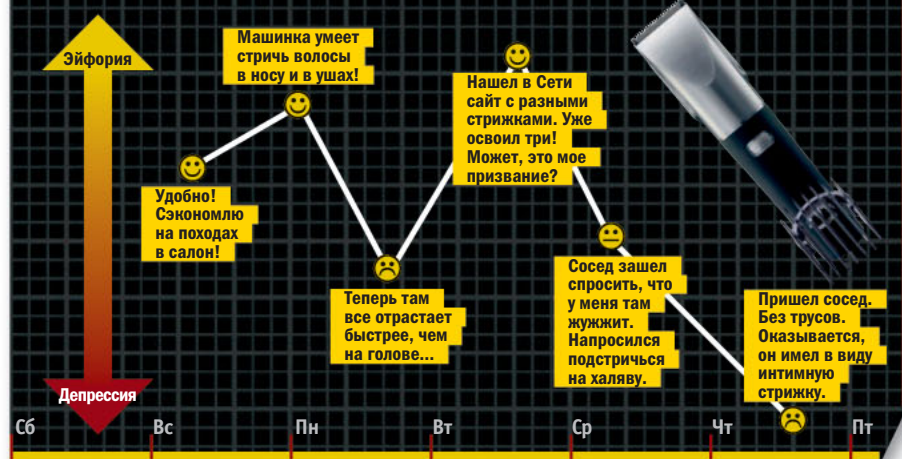 Эйфория
Машинка умеет
стричь волосы
в носу и в ушах!
Удобно!
Сэкономлю
на походах
в салон!
Теперь там
все отрастает
быстрее, чем
на голове...
Нашел в Сети
сайт с разными
стрижками. Уже
освоил три!
Может, это мое
призвание?
Сосед зашел
спросить, что
у меня там
жужжит.
Напросился
подстричься
на халяву.
Пришел сосед.
Без трусов.
Оказывается,
он имел в виду
интимную
стрижку.
Депрессия
Сб
Вс
Пн
Вт
Ср
Чт
Пт